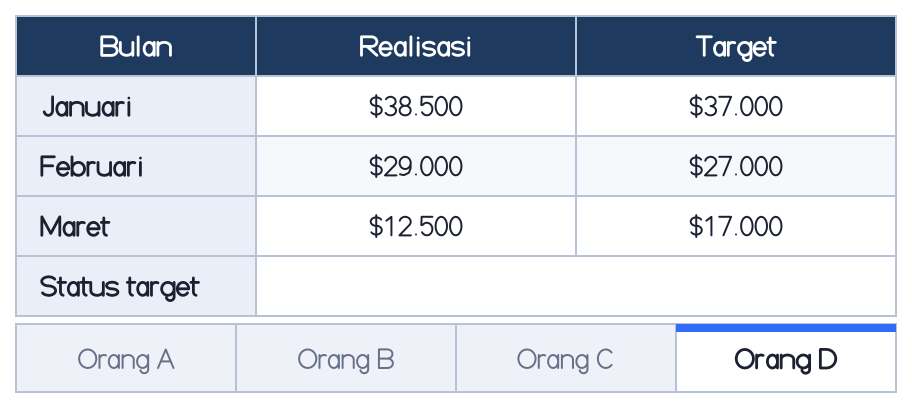 Bulan Realisasi Target
Januari $38.500 $37.000
Februari $29.000 $27.000
Maret $12.500 $17.000
Status target
Orang A Orang B Orang C Orang D